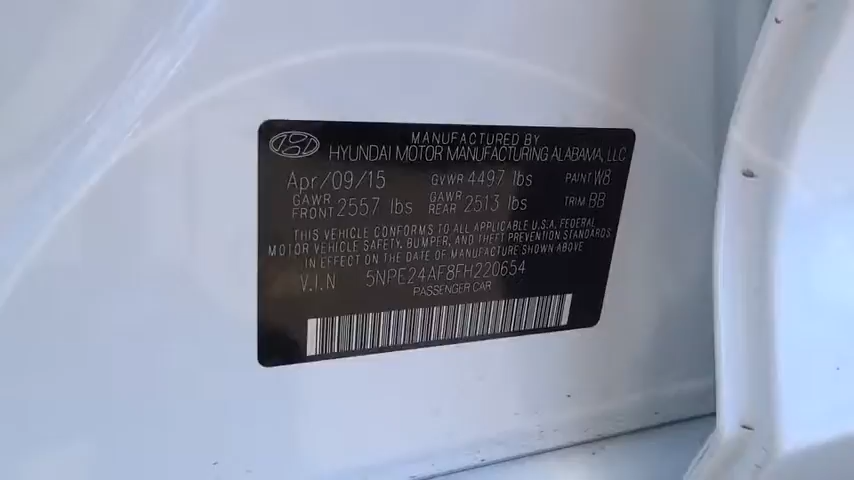 MANUFACTURED BY
HYUNDAI MOTOR MANUFACTURING ALABAMA, LLC
Apr/09/15 GVWR 4497 lbs PAINT W8
GAWR FRONT 2557 lbs GAWR REAR 2513 lbs TRIM BB
THIS VEHICLE CONFORMS TO ALL APPLICABLE U.S.A. FEDERAL
MOTOR VEHICLE SAFETY, BUMPER, AND THEFT PREVENTION STANDARDS
IN EFFECT ON THE DATE OF MANUFACTURE SHOWN ABOVE
V.I.N 5NPE24AF8FH220654
PASSENGER CAR